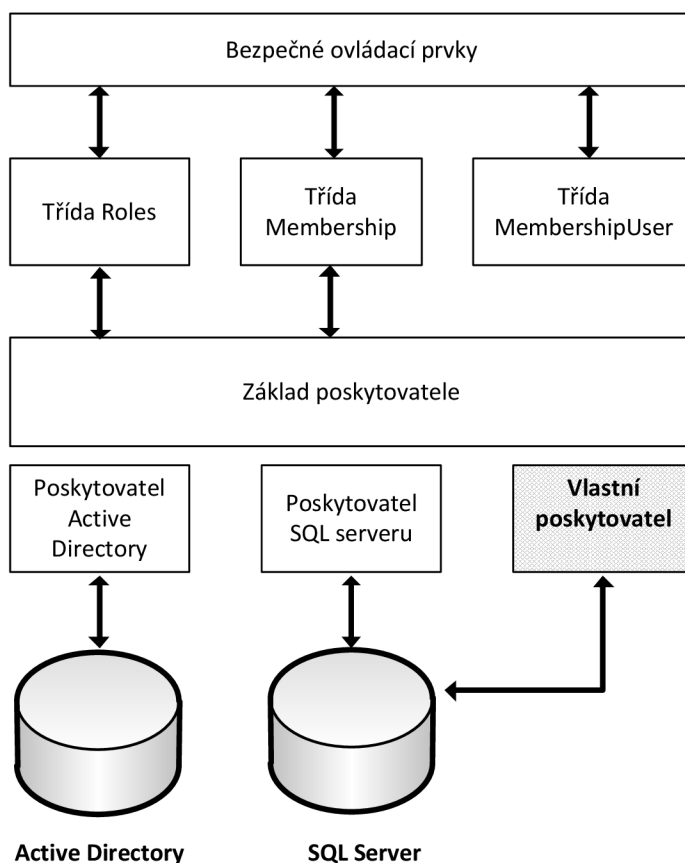 Bezpečné ovládací prvky
Třída Roles
Třída
Membership
Třída
MembershipUser
Základ poskytovatele
Poskytovatel
Active
Directory
Poskytovatel
SQL serveru
Vlastní
poskytovatel
Active Directory
SQL Server